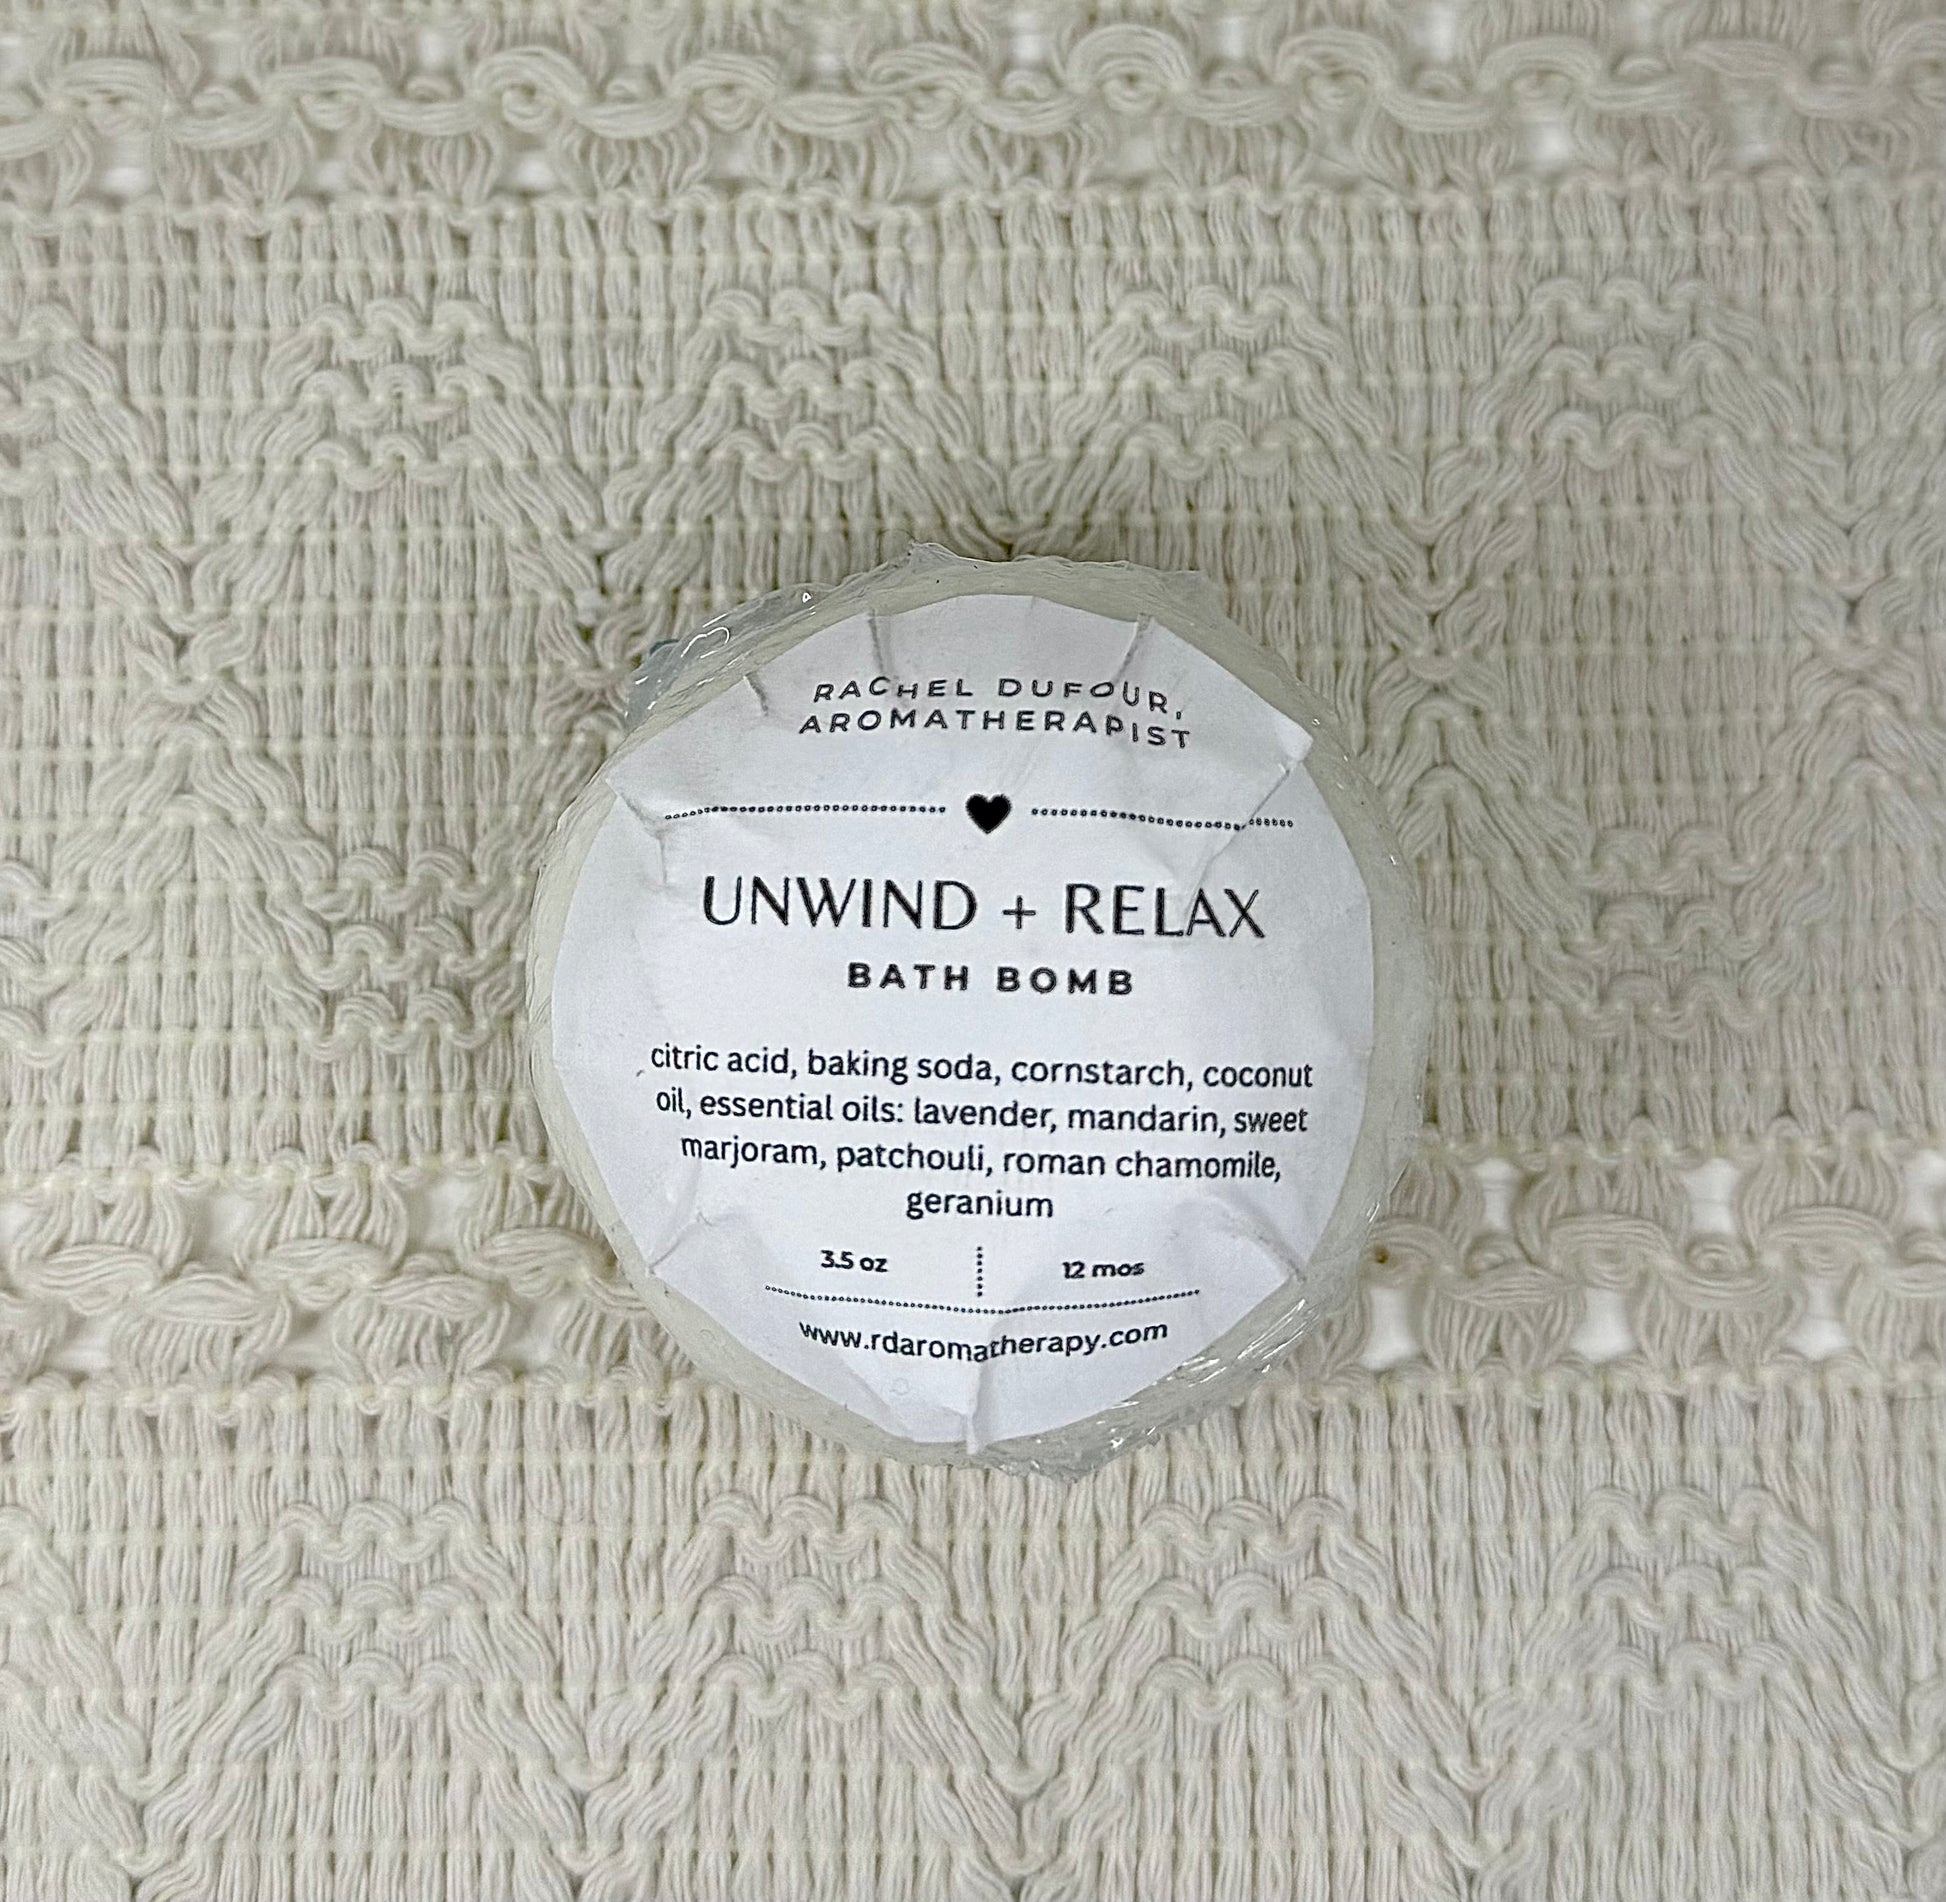 RACHEL DUFOUR,
AROMATHERAPIST
UNWIND + RELAX
BATH BOMB
citric acid, baking soda, cornstarch, coconut
oil, essential oils: lavender, mandarin, sweet
marjoram, patchouli, roman chamomile,
geranium
3.5 oz 12 mos
www.rdaromatherapy.com